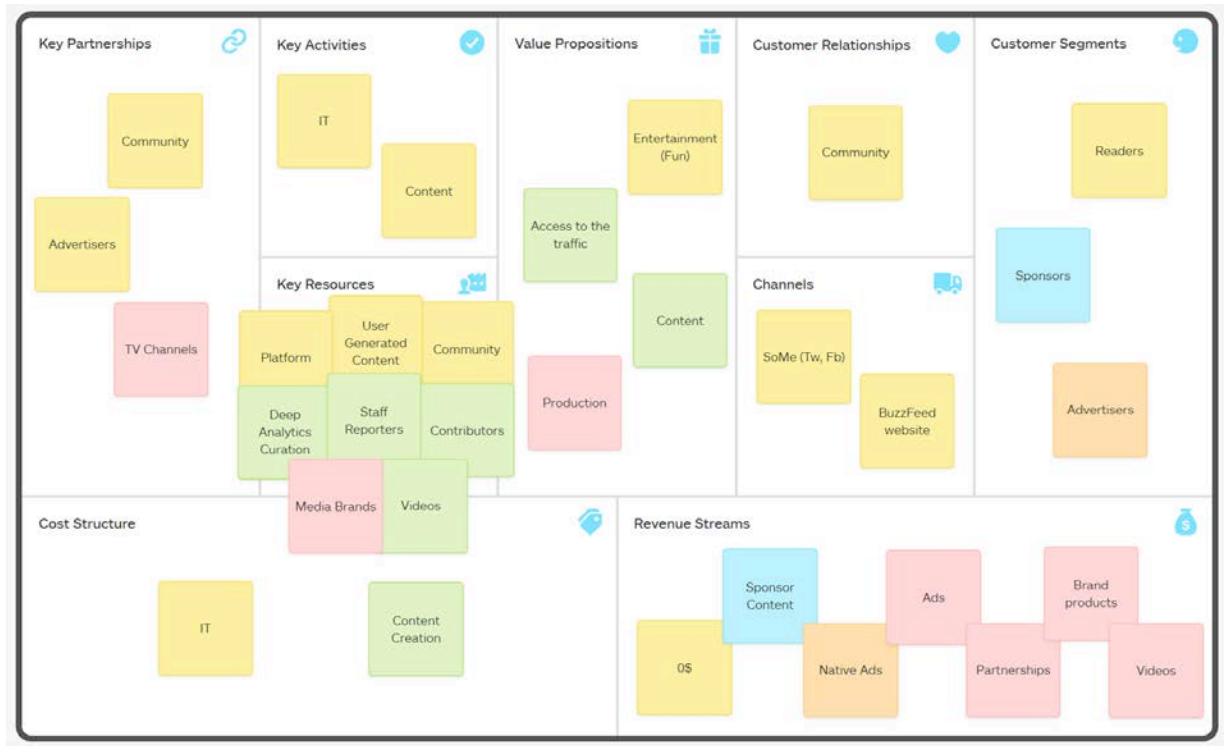 Key Partnerships
Community
Advertisers
TV Channels
Key Activities
IT
Content
Key Resources
Platform
User
Generated
Content
Community
Deep
Analytics
Curation
Staff
Reporters
Contributors
Media Brands
Videos
Value Propositions
Entertainment
(Fun)
Access to the
traffic
Content
Production
Customer Relationships
Community
Channels
SoMe (Tw, Fb)
BuzzFeed
website
Customer Segments
Readers
Sponsors
Advertisers
Cost Structure
IT
Content
Creation
Revenue Streams
$
0$
Sponsor
Content
Native Ads
Ads
Partnerships
Brand
products
Videos